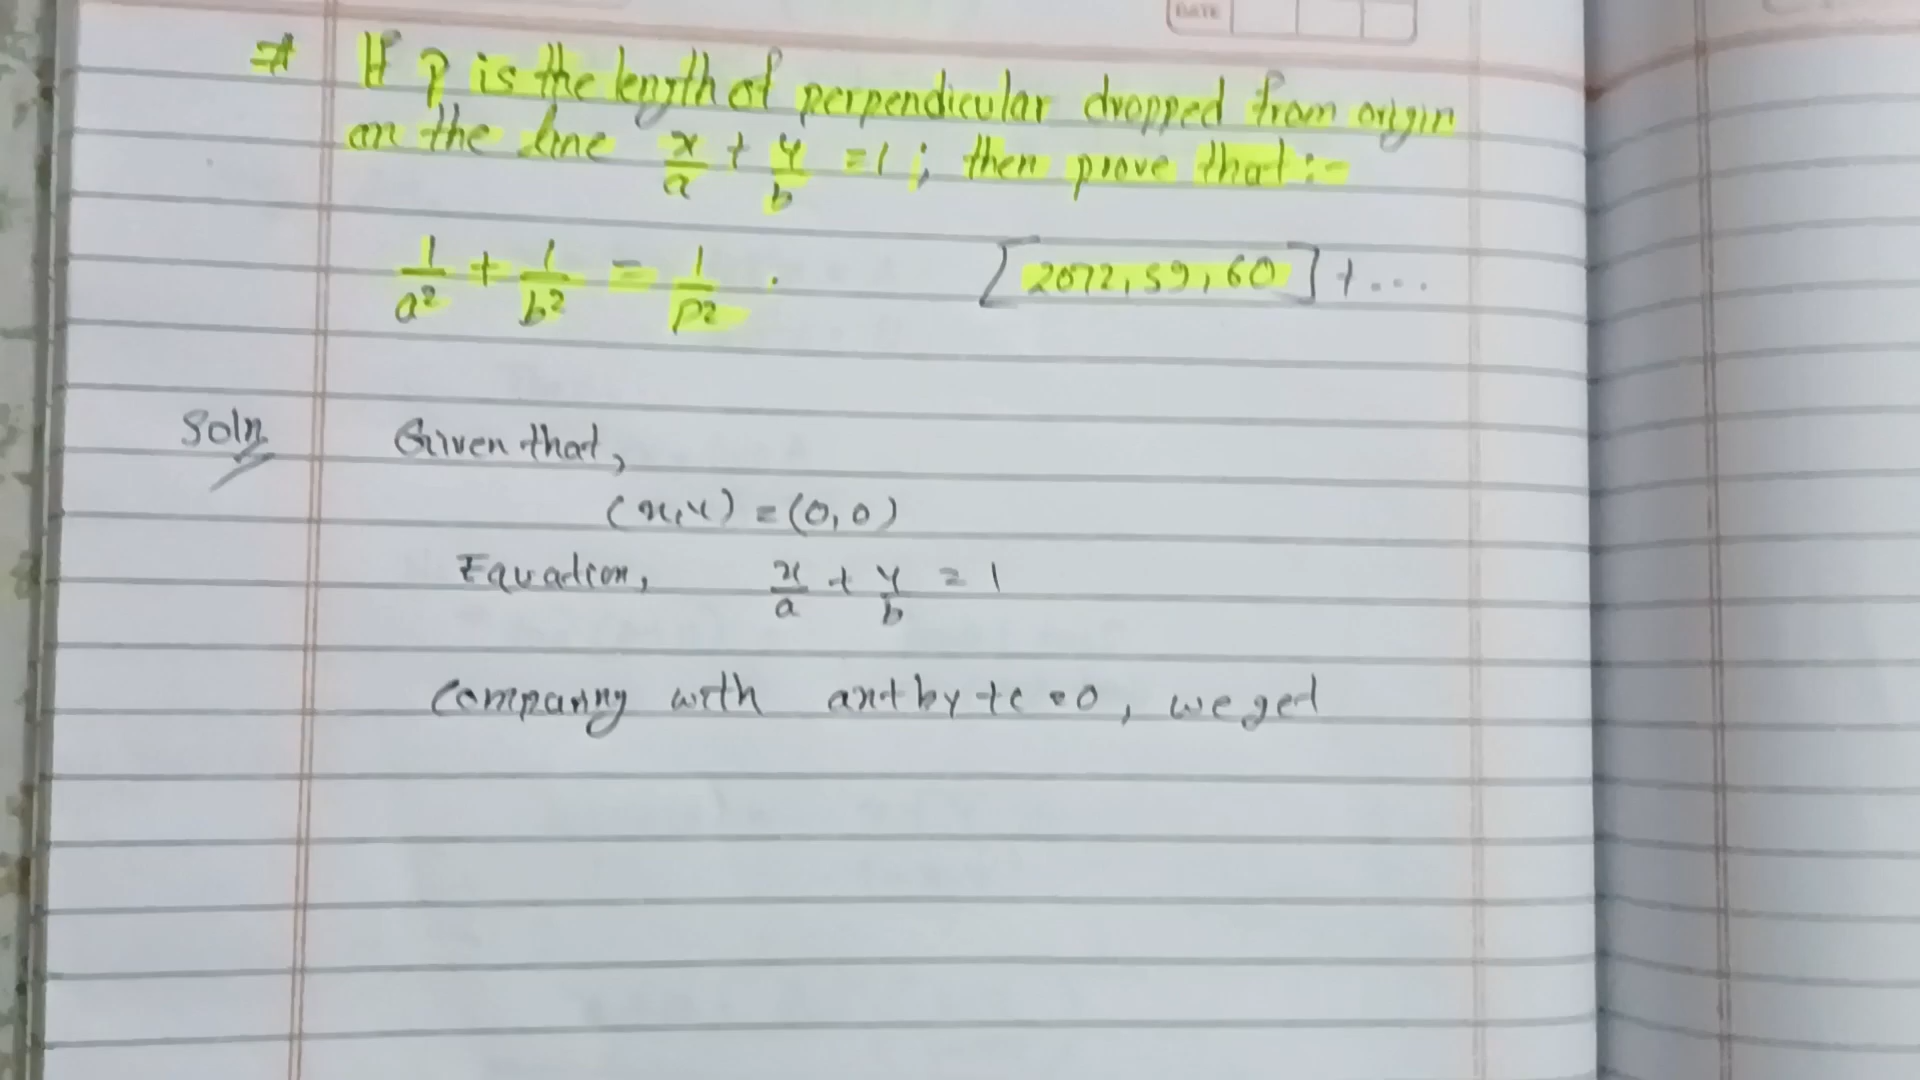 DATE
# If P is the length of perpendicular dropped from origin
on the line x/a + y/b = 1 ; then prove that :-
1/a² + 1/b² = 1/p² . [2072, 59, 60] + ...
Soln Given that,
(x,y) = (0,0)
Equation, x/a + y/b = 1
Comparing with ax+by+c=0, we get